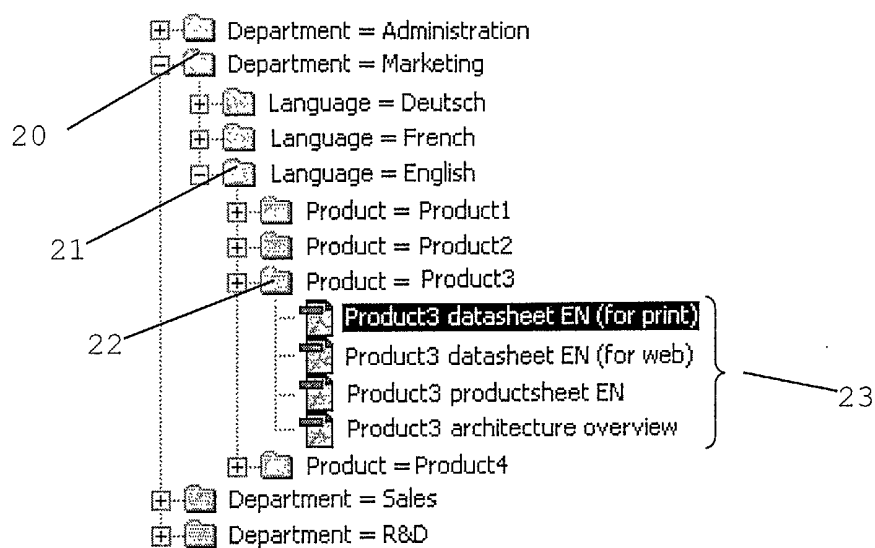 Department = Administration
Department = Marketing
Language = Deutsch
20
Language = French
Language = English
Product = Product1
21
Product = Product2
Product = Product3
Product3 datasheet EN (for print)
22
Product3 datasheet EN (for web)
Product3 productsheet EN
23
Product3 architecture overview
Product = Product4
Department = Sales
Department = R&D